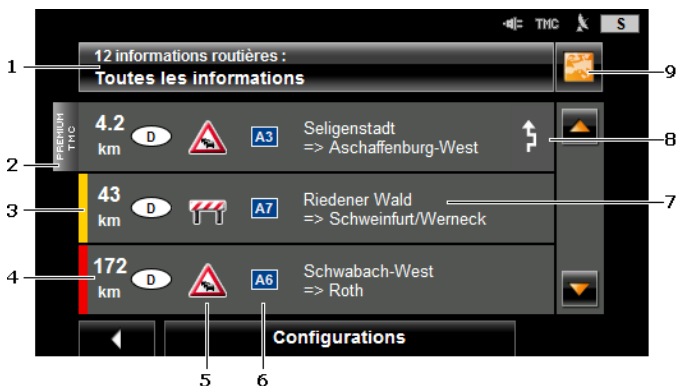 TMC S
1
12 informations routières :
Toutes les informations
9
2
PREMIUM
TMC
4.2
km
D
A3
Seligenstadt
=> Aschaffenburg-West
8
3
43
km
D
A7
Riedener Wald
=> Schweinfurt/Werneck
7
4
172
km
D
A6
Schwabach-West
=> Roth
Configurations
5 6